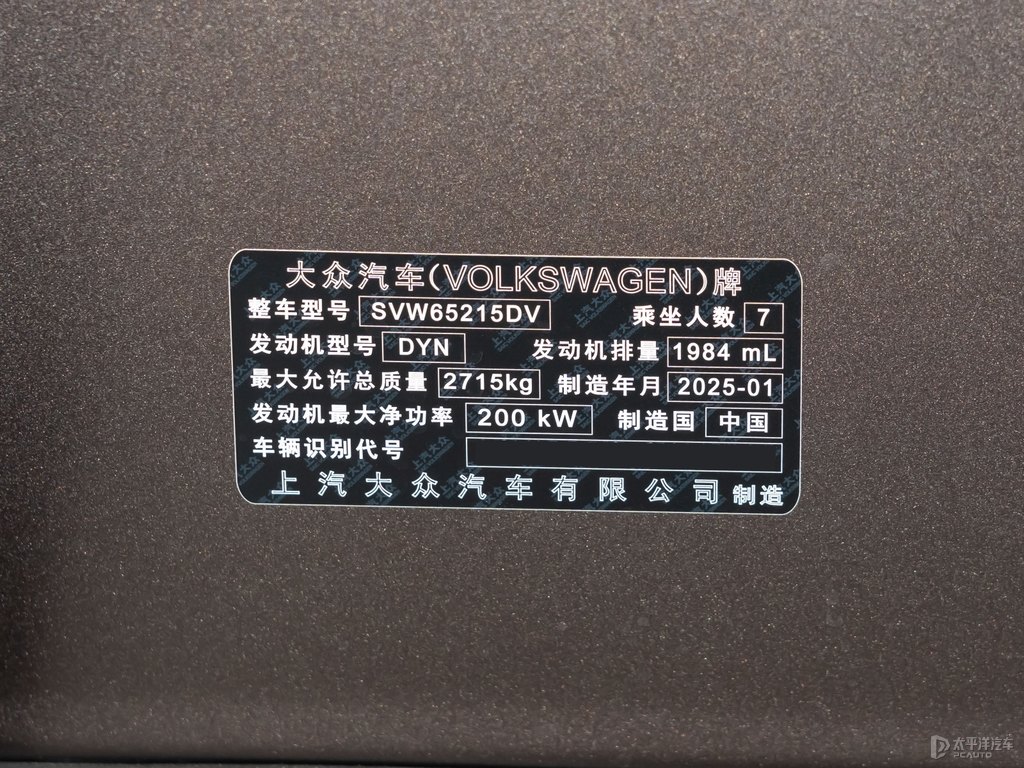 大众汽车(VOLKSWAGEN)牌
整车型号 SVW65215DV 乘坐人数 7
发动机型号 DYN 发动机排量 1984 mL
最大允许总质量 2715kg 制造年月 2025-01
发动机最大净功率 200 kW 制造国 中国
车辆识别代号
上汽大众汽车有限公司 制造
太平洋汽车
PCAUTO